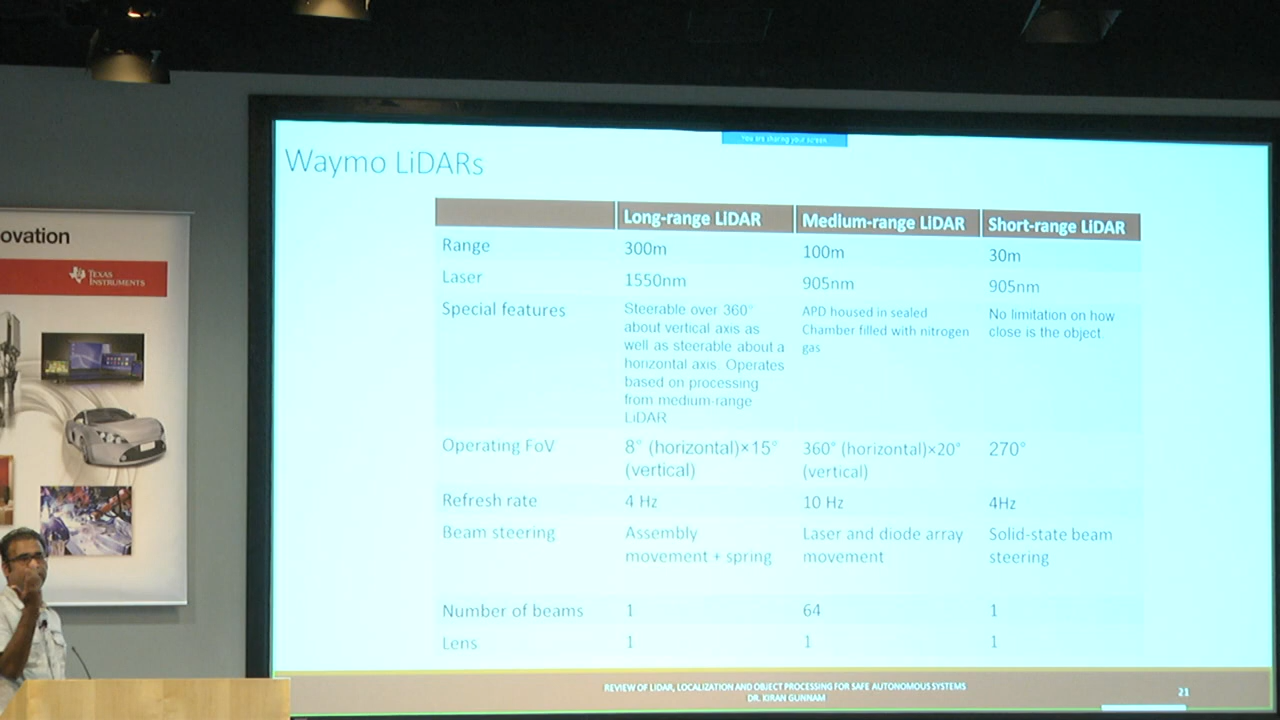 You are sharing your screen
Waymo LiDARs
Long-range LiDAR Medium-range LiDAR Short-range LiDAR
Range 300m 100m 30m
Laser 1550nm 905nm 905nm
Special features Steerable over 360° about vertical axis as well as steerable about a horizontal axis. Operates based on processing from medium-range LiDAR APD housed in sealed Chamber filled with nitrogen gas No limitation on how close is the object.
Operating FoV 8° (horizontal)×15° (vertical) 360° (horizontal)×20° (vertical) 270°
Refresh rate 4 Hz 10 Hz 4Hz
Beam steering Assembly movement + spring Laser and diode array movement Solid-state beam steering
Number of beams 1 64 1
Lens 1 1 1
REVIEW OF LIDAR, LOCALIZATION AND OBJECT PROCESSING FOR SAFE AUTONOMOUS SYSTEMS
DR. KIRAN GUNNAM
21
ovation
TEXAS
INSTRUMENTS